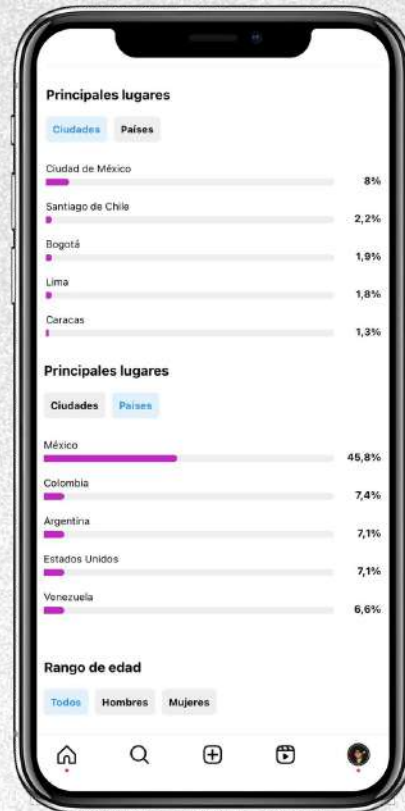 Principales lugares
Ciudades Países
Ciudad de México
8%
Santiago de Chile
2,2%
Bogotá
1,9%
Lima
1,8%
Caracas
1,3%
Principales lugares
Ciudades Países
México
45,8%
Colombia
7,4%
Argentina
7,1%
Estados Unidos
7,1%
Venezuela
6,6%
Rango de edad
Todos Hombres Mujeres